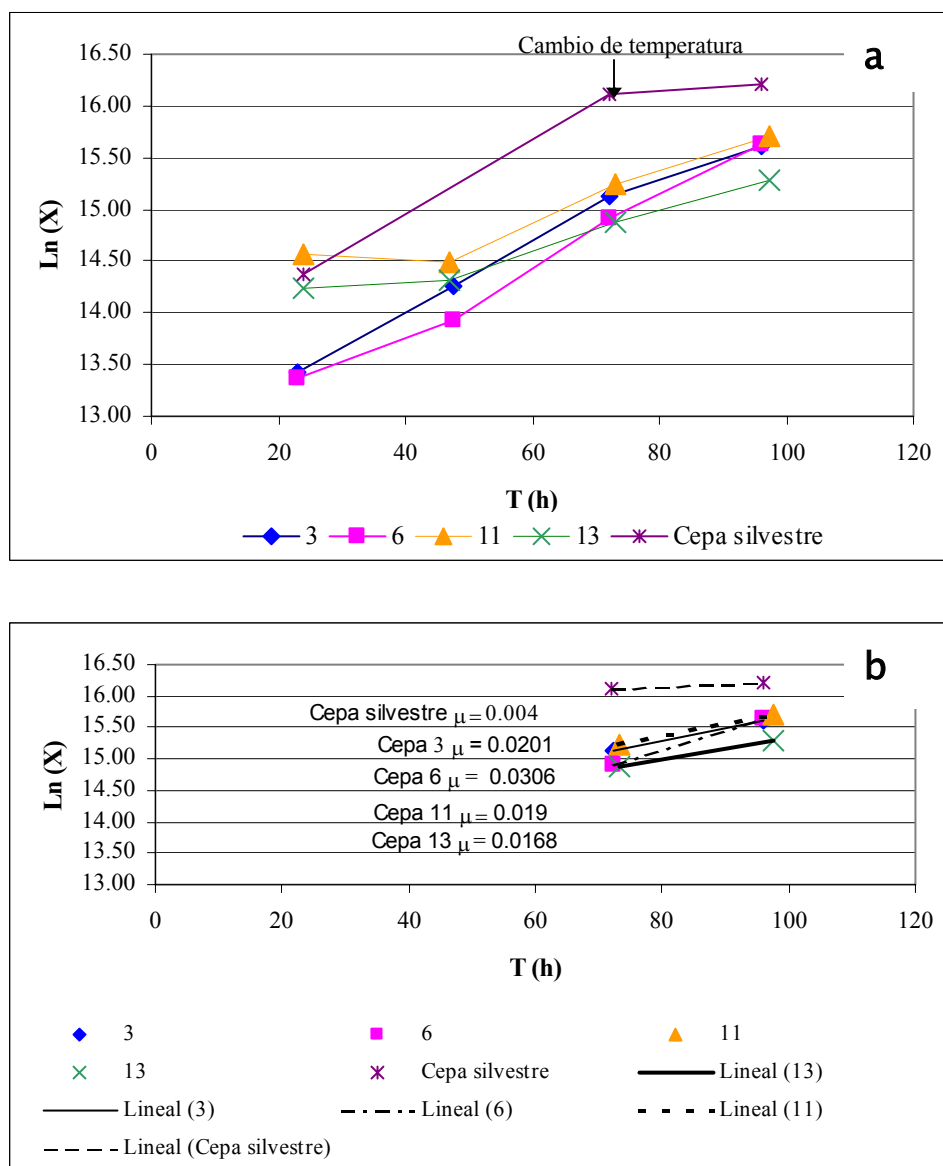 Cambio de temperatura
a
16.50
16.00
15.50
15.00
14.50
14.00
13.50
13.00
Ln (X)
0 20 40 60 80 100 120
T (h)
3 6 11 13 Cepa silvestre
b
16.50
16.00
15.50
15.00
14.50
14.00
13.50
13.00
Ln (X)
Cepa silvestre μ = 0.004
Cepa 3 μ = 0.0201
Cepa 6 μ = 0.0306
Cepa 11 μ = 0.019
Cepa 13 μ = 0.0168
0 20 40 60 80 100 120
T (h)
3 6 11
13 Cepa silvestre Lineal (13)
Lineal (3) Lineal (6) Lineal (11)
Lineal (Cepa silvestre)